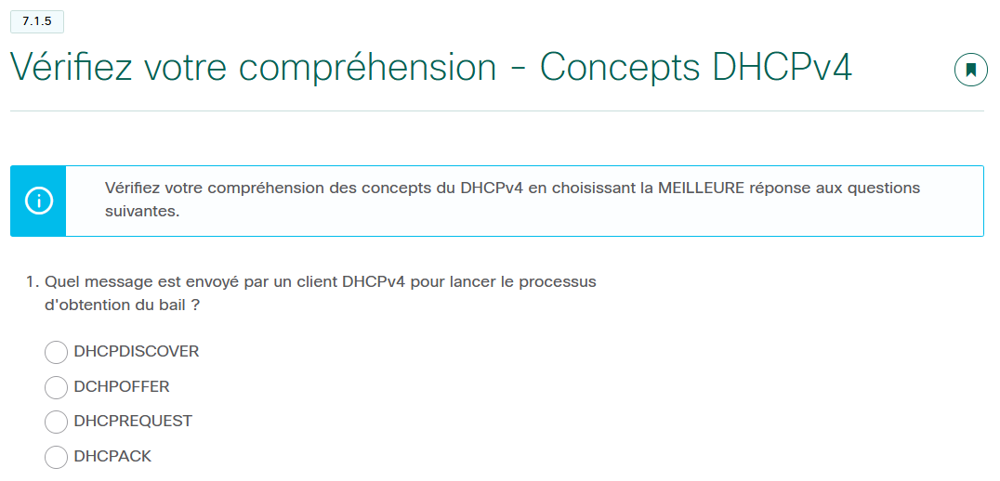 7.1.5
Vérifiez votre compréhension - Concepts DHCPv4
Vérifiez votre compréhension des concepts du DHCPv4 en choisissant la MEILLEURE réponse aux questions
suivantes.
1. Quel message est envoyé par un client DHCPv4 pour lancer le processus
d'obtention du bail ?
DHCPDISCOVER
DCHPOFFER
DHCPREQUEST
DHCPACK